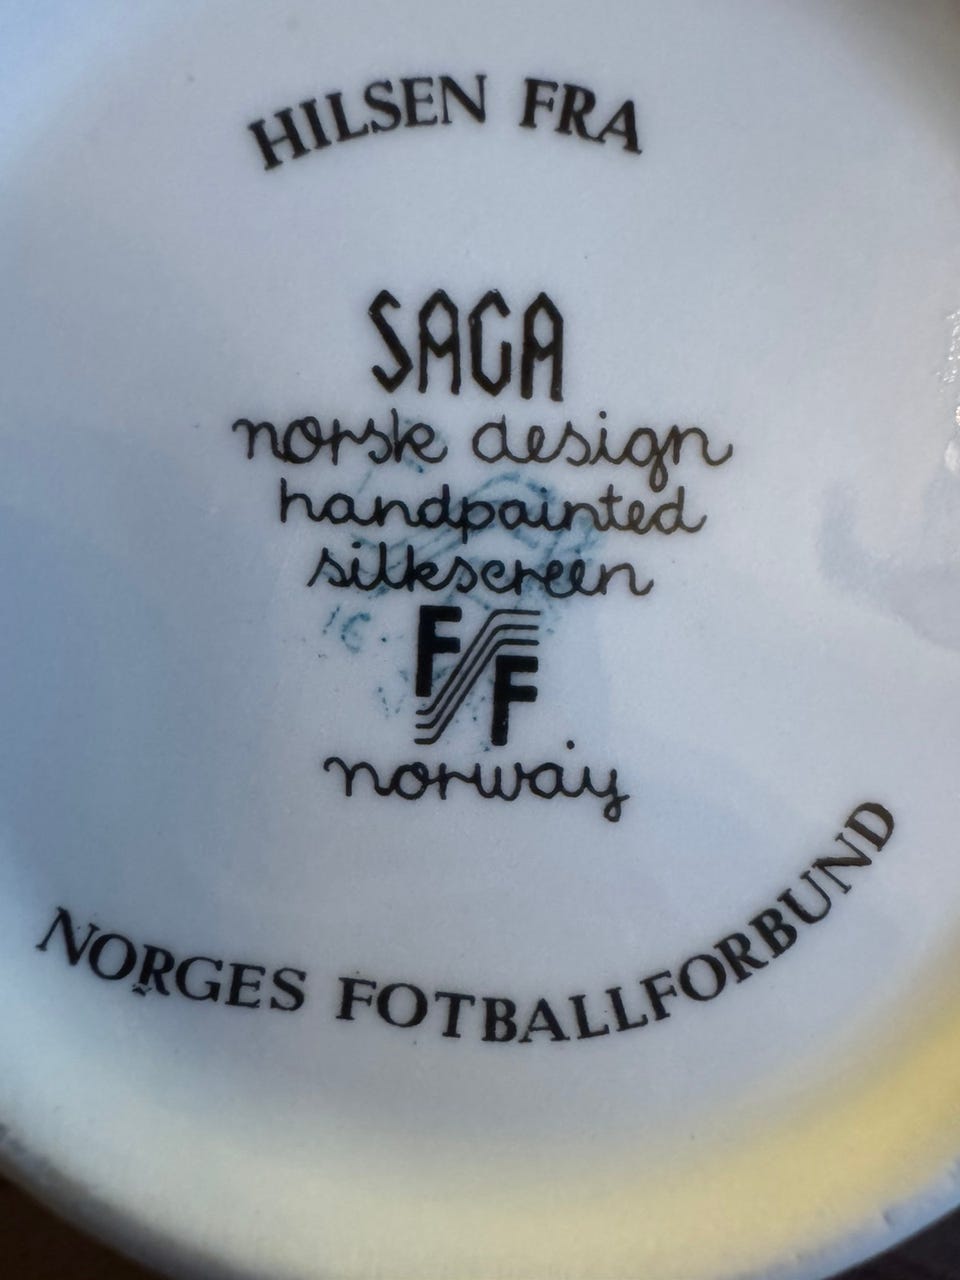 HILSEN FRA
SAGA
norsk design
handpainted
silkscreen
FF
norway
NORGES FOTBALLFORBUND